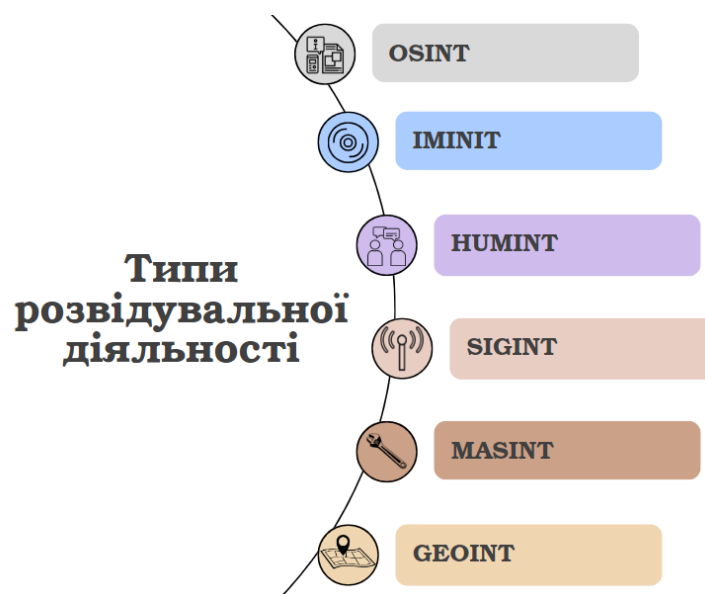 Типи
розвідувальної
діяльності
OSINT
IMINIT
HUMINT
SIGINT
MASINT
GEOINT